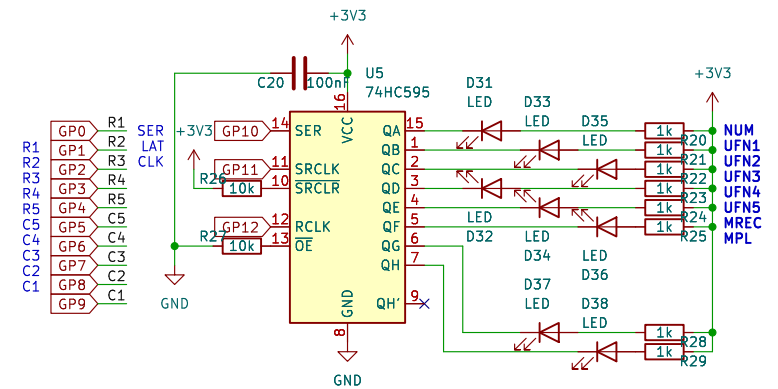 +3V3
C20 100nF
U5
74HC595
+3V3
GND
GP0 R1
GP1 R2
GP2 R3
GP3 R4
GP4 R5
GP5 C5
GP6 C4
GP7 C3
GP8 C2
GP9 C1
R1
R2
R3
R4
R5
C5
C4
C3
C2
C1
SER
LAT
CLK
GP10 14 SER
GP11 11 SRCLK
R26 10k 10 SRCLR
GP12 12 RCLK
R27 10k 13 OE
16 VCC
GND 8
GND
QA 15
QB 1
QC 2
QD 3
QE 4
QF 5
QG 6
QH 7
QH' 9
D31
LED
D33
LED
D35
LED
LED
D32
LED
D34
LED
D36
D37
LED
D38
LED
+3V3
1k R20
1k R21
1k R22
1k R23
1k R24
1k R25
1k R28
1k R29
NUM
UFN1
UFN2
UFN3
UFN4
UFN5
MREC
MPL